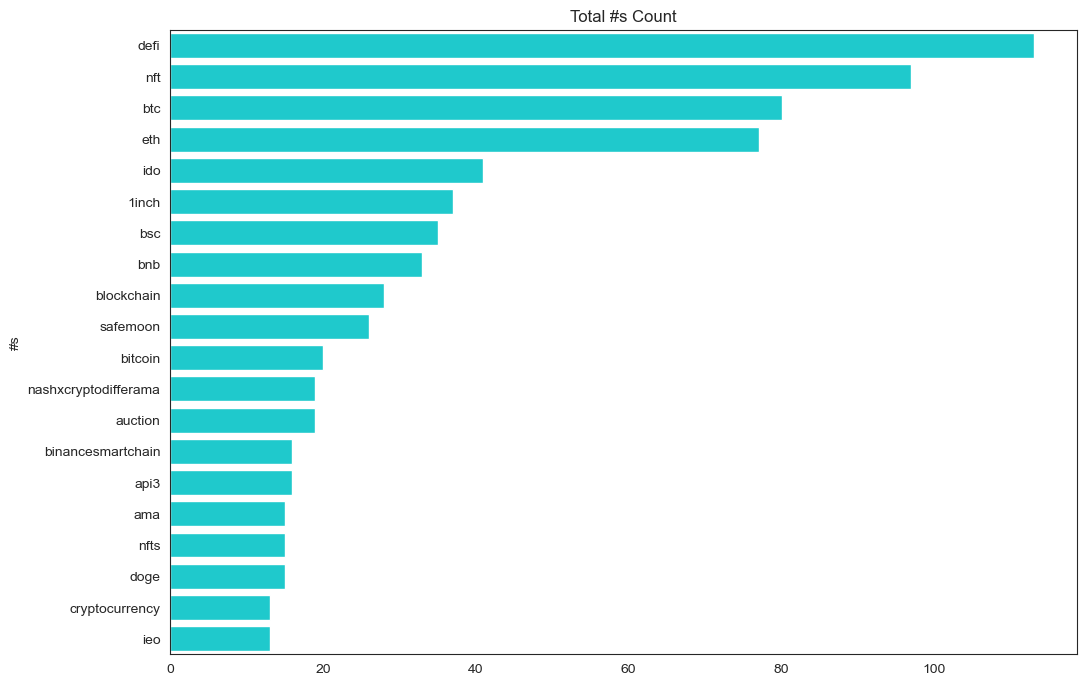 Total #s Count
defi
nft
btc
eth
ido
1inch
bsc
bnb
blockchain
safemoon
bitcoin
nashxcryptodifferama
auction
binancesmartchain
api3
ama
nfts
doge
cryptocurrency
ieo
#s
0 20 40 60 80 100